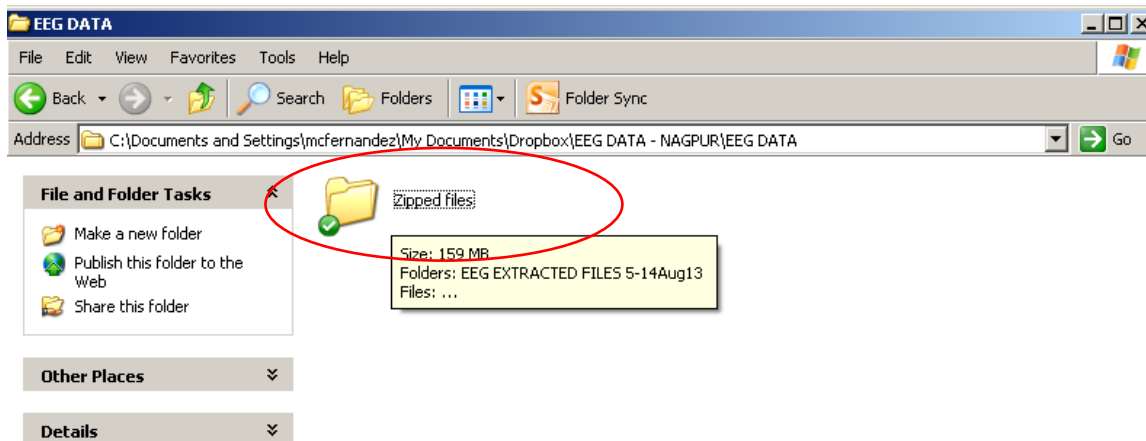 EEG DATA
File Edit View Favorites Tools Help
Back Search Folders Folder Sync
Address C:\Documents and Settings\mcfernandez\My Documents\Dropbox\EEG DATA - NAGPUR\EEG DATA Go
File and Folder Tasks
Make a new folder
Publish this folder to the
Web
Share this folder
Other Places
Details
Zipped files
Size: 159 MB
Folders: EEG EXTRACTED FILES 5-14Aug13
Files: ...